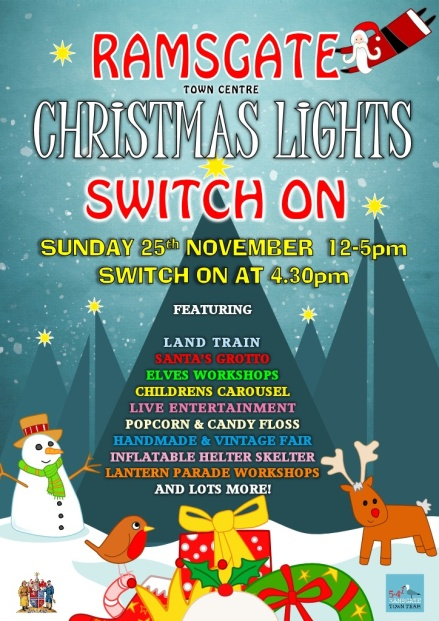 RAMSGATE
TOWN CENTRE
CHRISTMAS LIGHTS
SWITCH ON
SUNDAY 25th NOVEMBER 12-5pm
SWITCH ON AT 4.30pm
FEATURING
LAND TRAIN
SANTA'S GROTTO
ELVES WORKSHOPS
CHILDRENS CAROUSEL
LIVE ENTERTAINMENT
POPCORN & CANDY FLOSS
HANDMADE & VINTAGE FAIR
INFLATABLE HELTER SKELTER
LANTERN PARADE WORKSHOPS
AND LOTS MORE!
RAMSGATE
TOWN TEAM